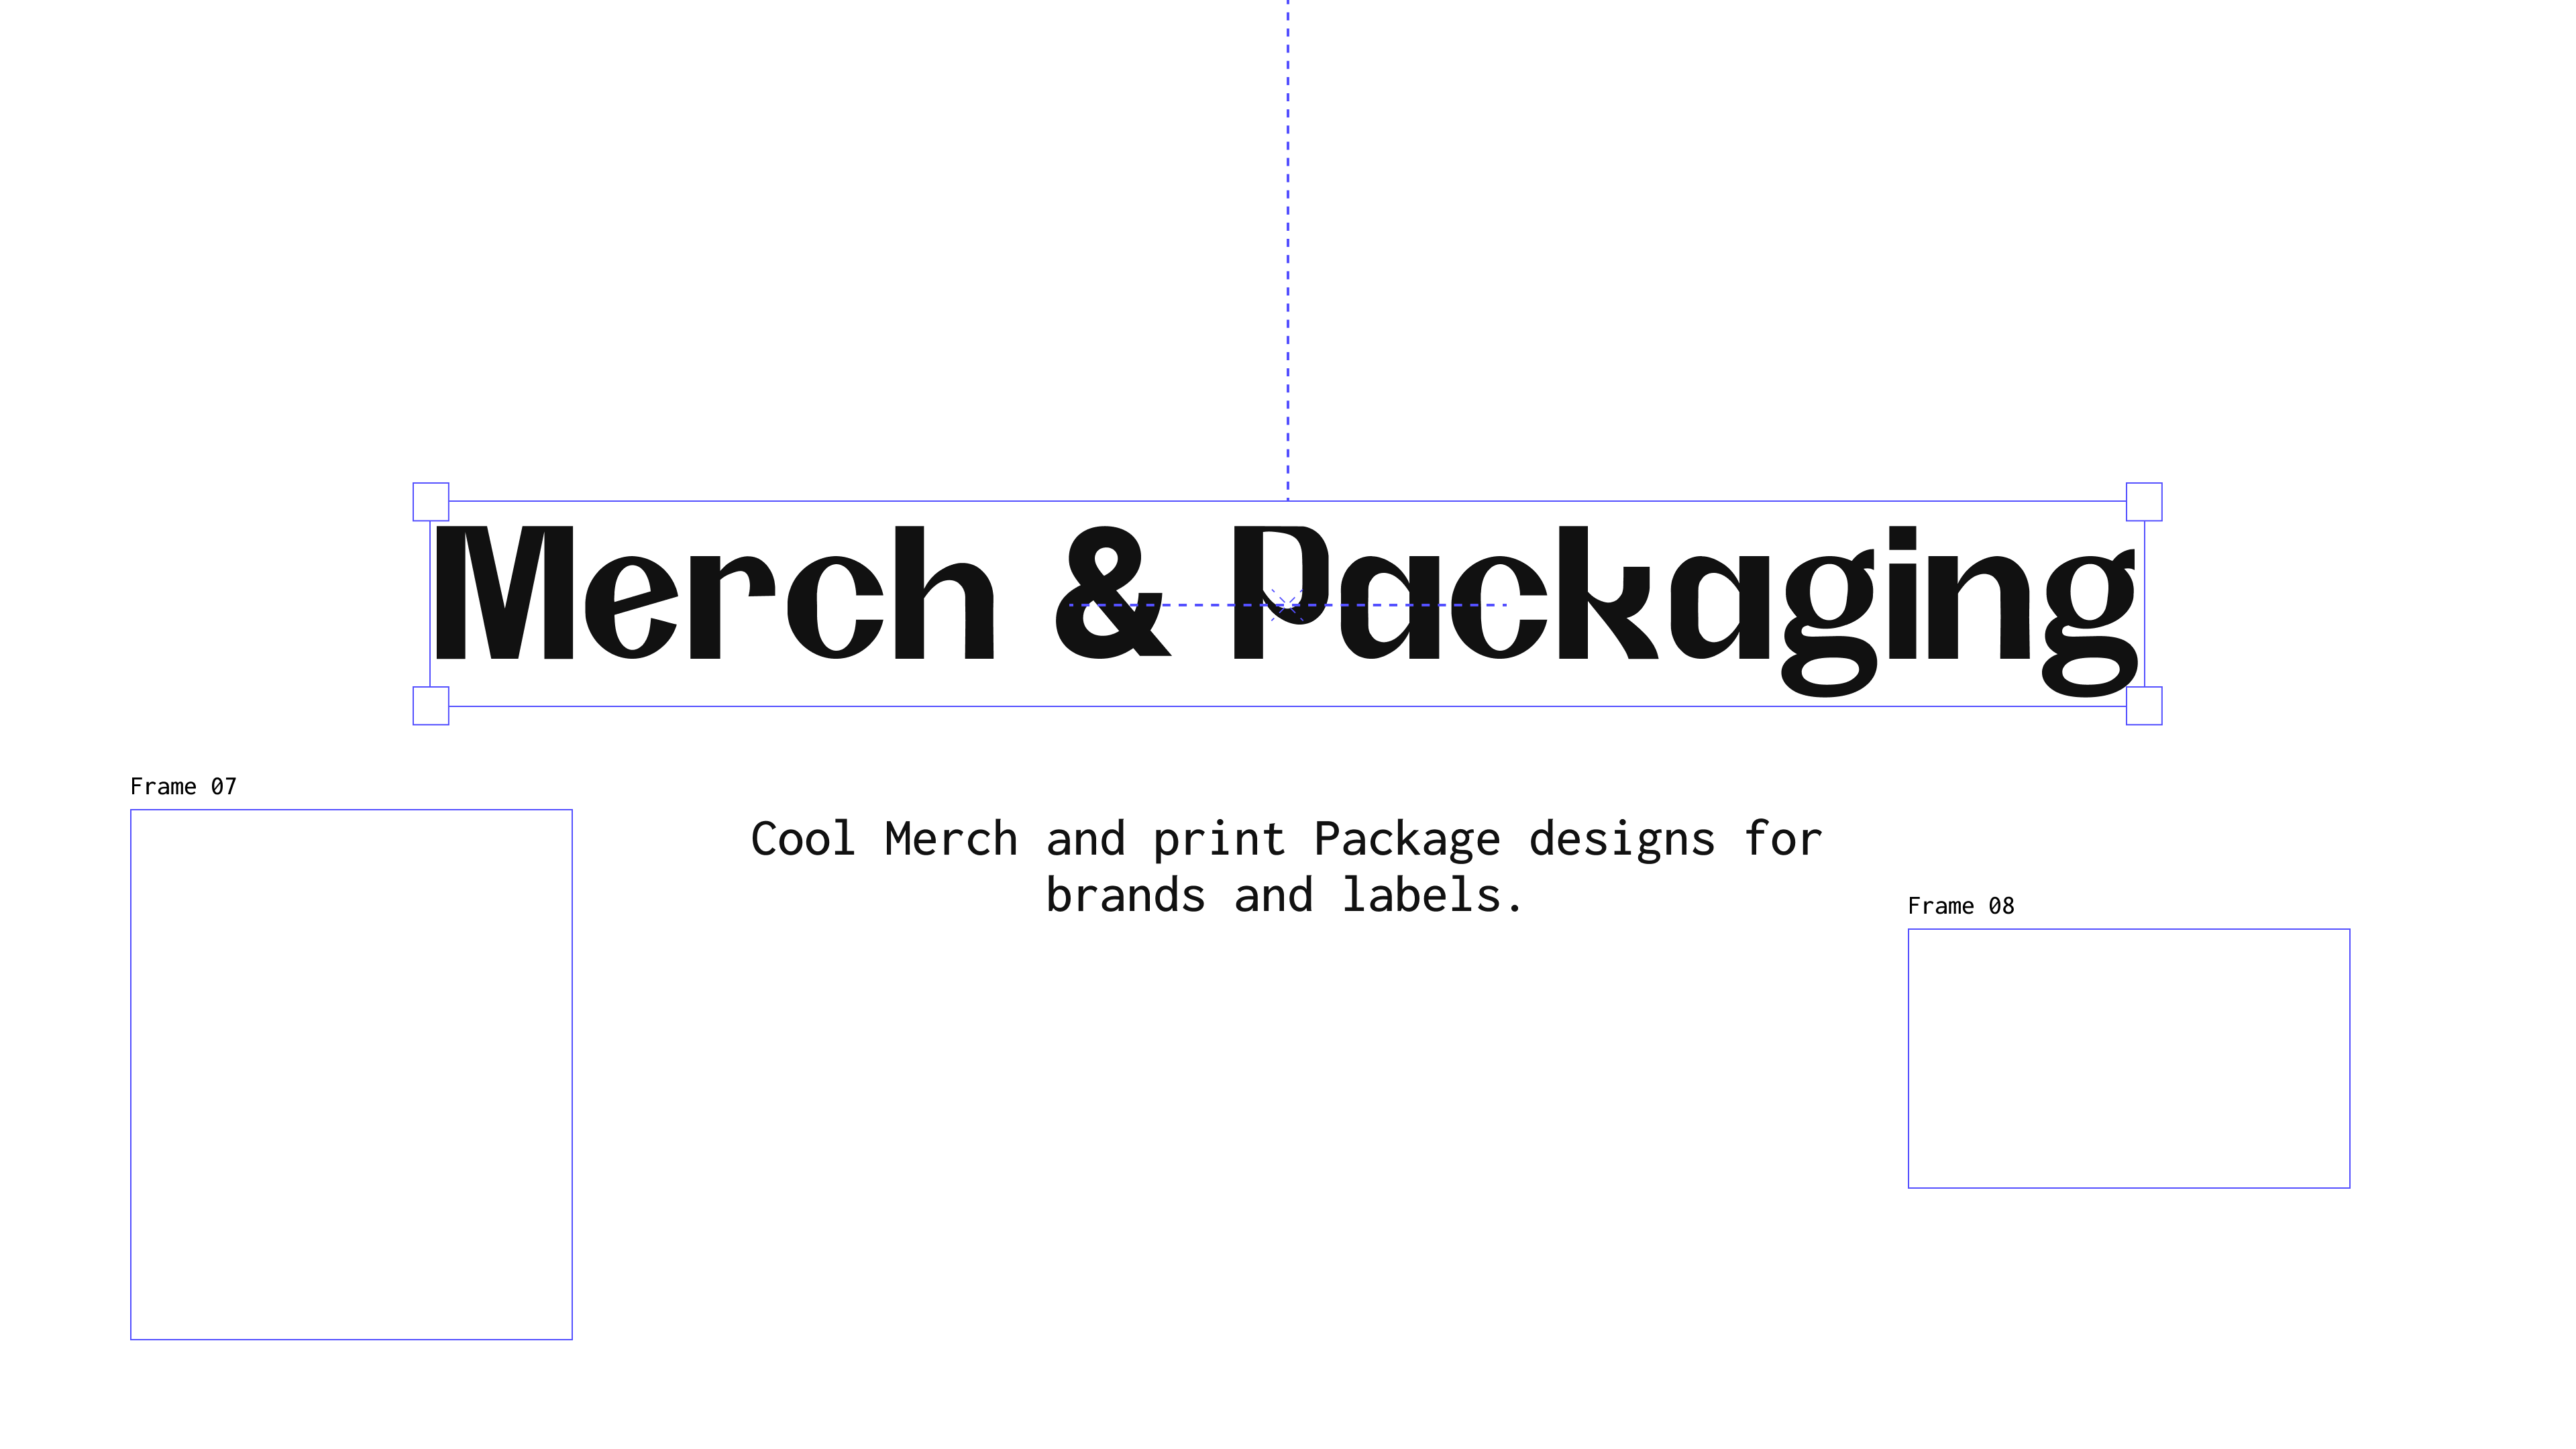 Merch & Packaging
Frame 07
Cool Merch and print Package designs for
brands and labels.
Frame 08